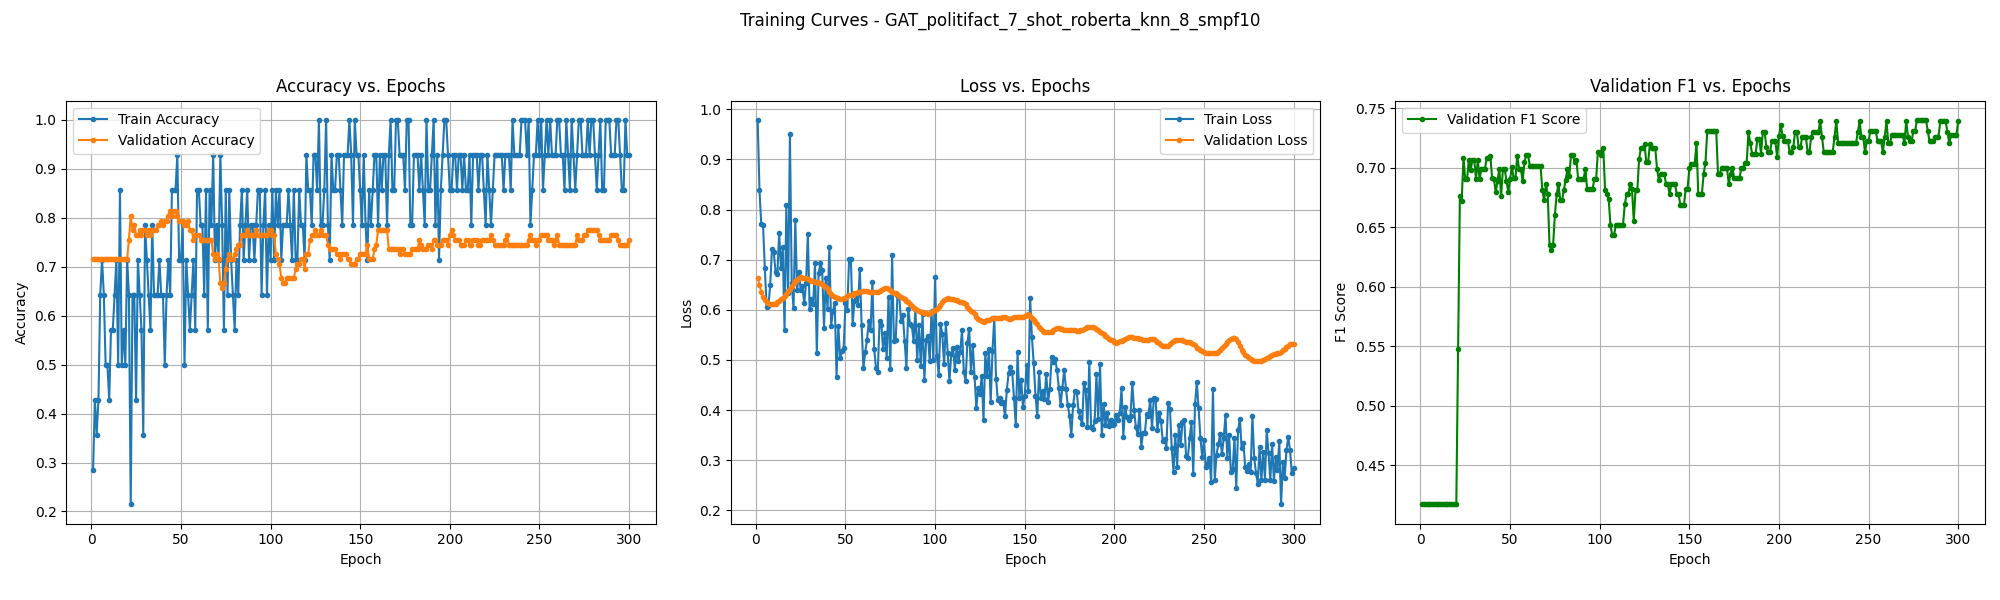 Training Curves - GAT_politifact_7_shot_roberta_knn_8_smpf10
Accuracy vs. Epochs
Train Accuracy
Validation Accuracy
1.0
0.9
0.8
0.7
0.6
0.5
0.4
0.3
0.2
Accuracy
0 50 100 150 200 250 300
Epoch
Loss vs. Epochs
Train Loss
Validation Loss
1.0
0.9
0.8
0.7
0.6
0.5
0.4
0.3
0.2
Loss
0 50 100 150 200 250 300
Epoch
Validation F1 vs. Epochs
Validation F1 Score
0.75
0.70
0.65
0.60
0.55
0.50
0.45
F1 Score
0 50 100 150 200 250 300
Epoch